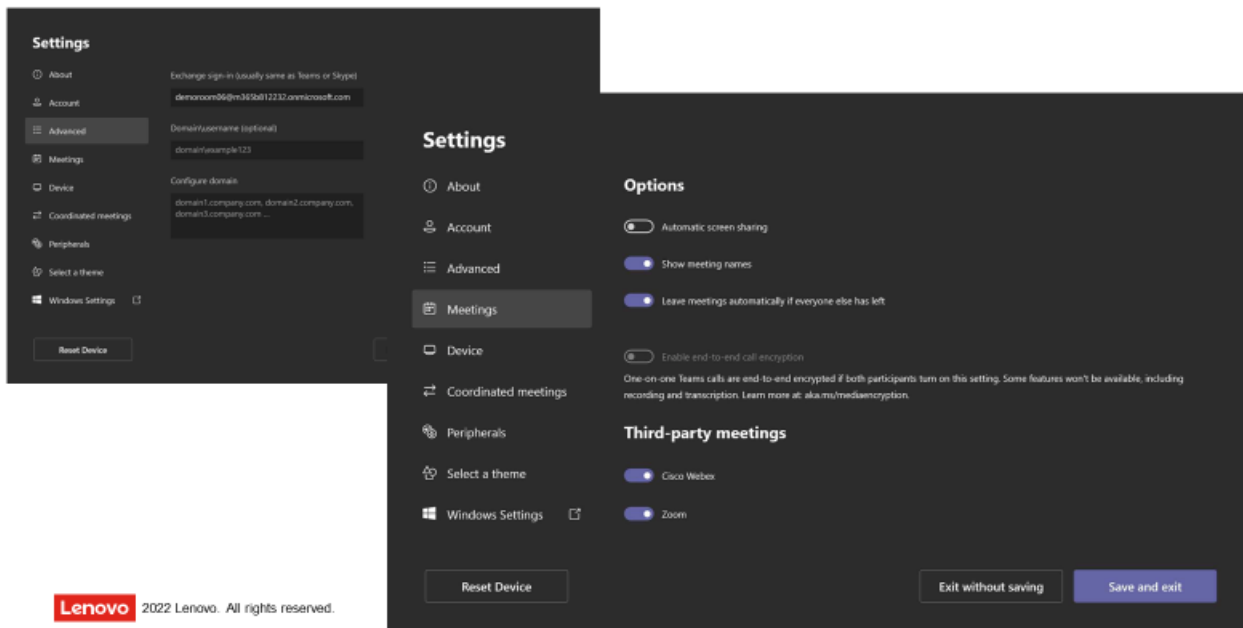 Settings
About
Account
Advanced
Meetings
Device
Coordinated meetings
Peripherals
Select a theme
Windows Settings
Reset Device
Exchange sign-in (usually same as Teams or Skype)
demoroom06@m365b812232.onmicrosoft.com
Domain\username (optional)
domain\example123
Configure domain
domain1.company.com, domain2.company.com,
domain3.company.com ...
Settings
About
Account
Advanced
Meetings
Device
Coordinated meetings
Peripherals
Select a theme
Windows Settings
Reset Device
Options
Automatic screen sharing
Show meeting names
Leave meetings automatically if everyone else has left
Enable end-to-end call encryption
One-on-one Teams calls are end-to-end encrypted if both participants turn on this setting. Some features won't be available, including
recording and transcription. Learn more at: aka.ms/mediaencryption.
Third-party meetings
Cisco Webex
Zoom
Exit without saving
Save and exit
Lenovo 2022 Lenovo. All rights reserved.